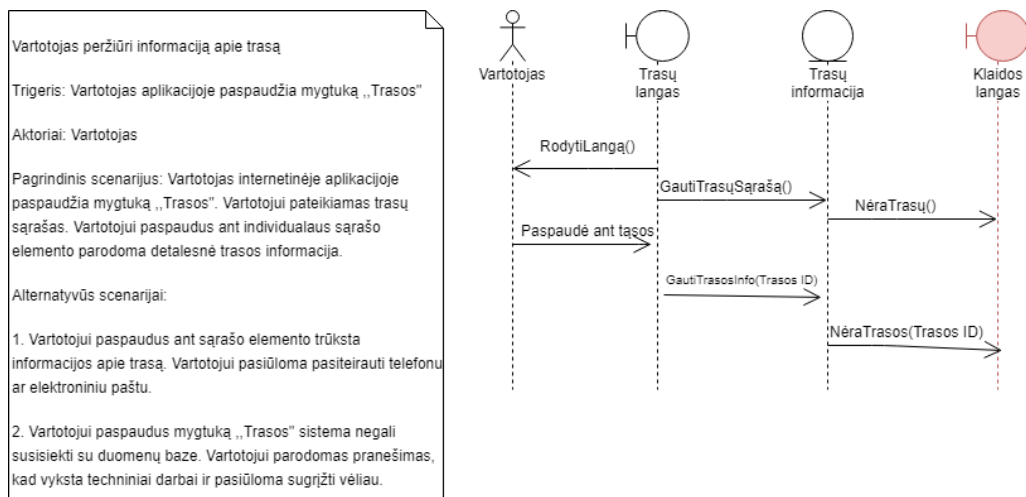 Vartotojas peržiūri informaciją apie trasą
Trigeris: Vartotojas aplikacijoje paspaudžia mygtuką ,,Trasos"
Aktoriai: Vartotojas
Pagrindinis scenarijus: Vartotojas internetinėje aplikacijoje
paspaudžia mygtuką ,,Trasos". Vartotojui pateikiamas trasų
sąrašas. Vartotojui paspaudus ant individualaus sąrašo
elemento parodoma detalesnė trasos informacija.
Alternatyvūs scenarijai:
1. Vartotojui paspaudus ant sąrašo elemento trūksta
informacijos apie trasą. Vartotojui pasiūloma pasiteirauti telefonu
ar elektroniniu paštu.
2. Vartotojui paspaudus mygtuką ,,Trasos" sistema negali
susisiekti su duomenų baze. Vartotojui parodomas pranešimas,
kad vyksta techniniai darbai ir pasiūloma sugrįžti vėliau.
Vartotojas
Trasų
langas
Trasų
informacija
Klaidos
langas
RodytiLangą()
GautiTrasųSąrašą()
NėraTrasų()
Paspaudė ant tąsos
GautiTrasosInfo(Trasos ID)
NėraTrasos(Trasos ID)